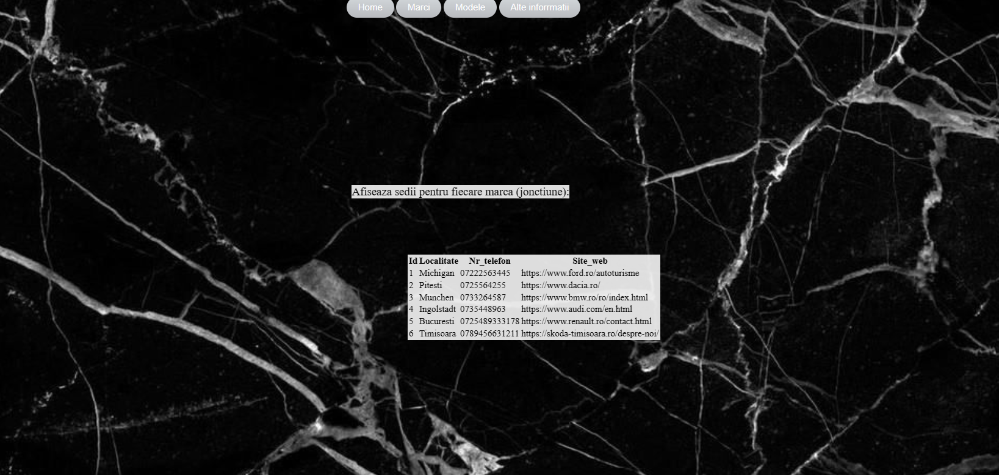 Home Marci Modele Alte inforrmatii
Afiseaza sedii pentru fiecare marca (jonctiune):
Id Localitate Nr_telefon Site_web
1 Michigan 07222563445 https://www.ford.ro/autoturisme
2 Pitesti 0725564255 https://www.dacia.ro/
3 Munchen 0733264587 https://www.bmw.ro/ro/index.html
4 Ingolstadt 0735448963 https://www.audi.com/en.html
5 Bucuresti 0725489333178 https://www.renault.ro/contact.html
6 Timisoara 0789456631211 https://skoda-timisoara.ro/despre-noi/